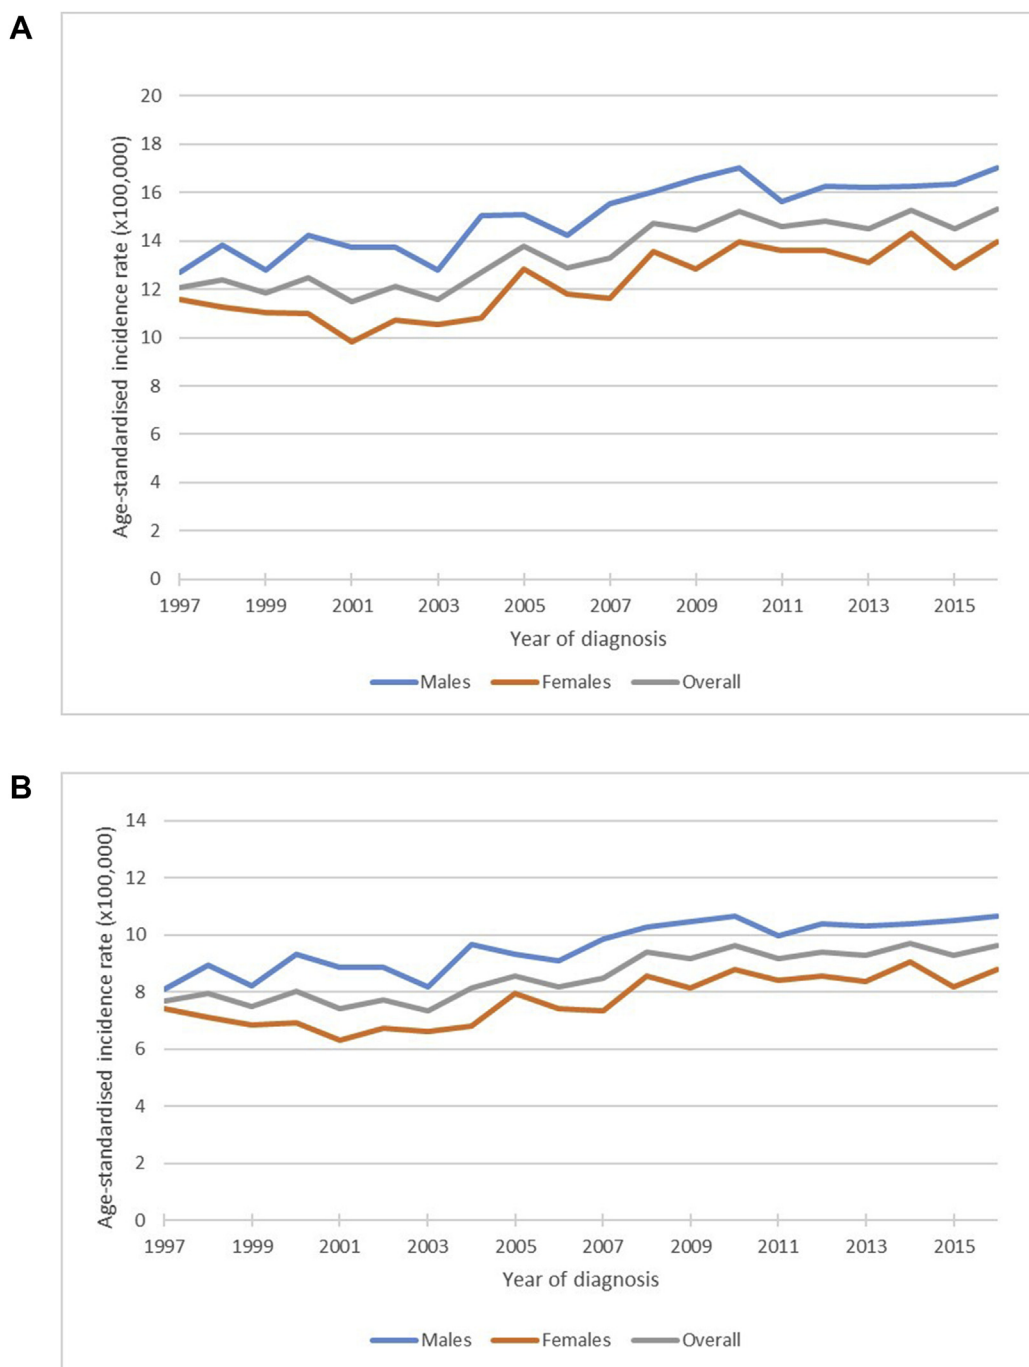 A
Age-standardised incidence rate (x100,000)
20
18
16
14
12
10
8
6
4
2
0
1997 1999 2001 2003 2005 2007 2009 2011 2013 2015
Year of diagnosis
Males Females Overall
B
Age-standardised incidence rate (x100,000)
14
12
10
8
6
4
2
0
1997 1999 2001 2003 2005 2007 2009 2011 2013 2015
Year of diagnosis
Males Females Overall